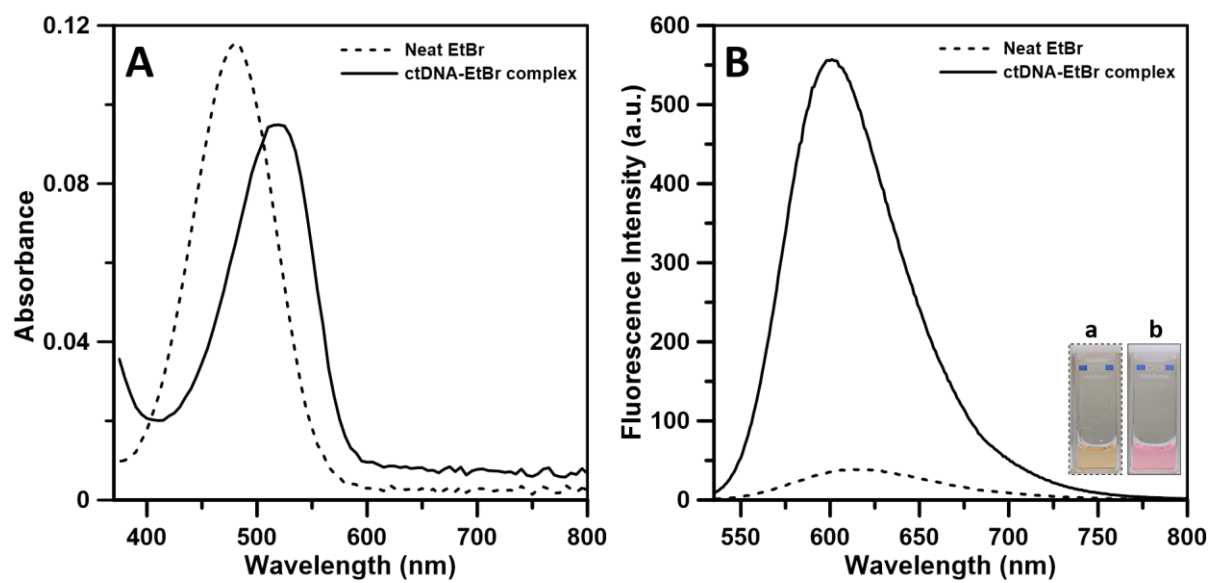 A
Neat EtBr
ctDNA-EtBr complex
0.12
0.08
0.04
0
Absorbance
400 500 600 700 800
Wavelength (nm)
B
Neat EtBr
ctDNA-EtBr complex
600
500
400
300
200
100
0
Fluorescence Intensity (a.u.)
a b
550 600 650 700 750 800
Wavelength (nm)